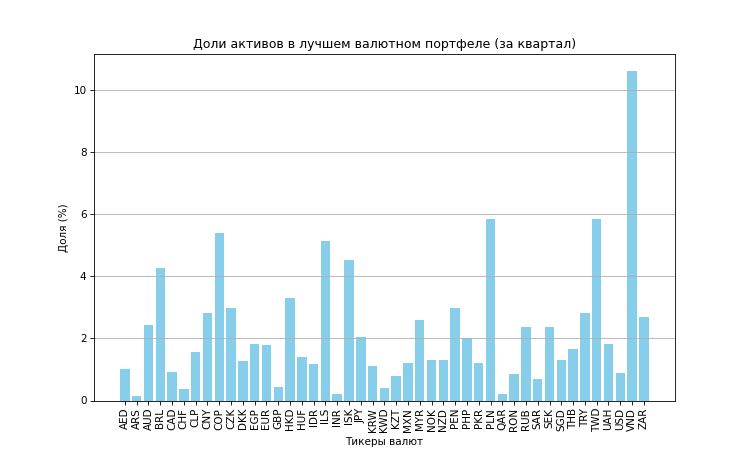 Доли активов в лучшем валютном портфеле (за квартал)
Доля (%)
10
8
6
4
2
0
AED ARS AUD BRL CAD CHF CLP CNY COP CZK DKK EGP EUR GBP HKD HUF IDR ILS INR ISK JPY KRW KWD KZT MXN MYR NOK NZD PEN PHP PKR PLN QAR RON RUB SAR SEK SGD THB TRY TWD UAH USD VND ZAR
Тикеры валют